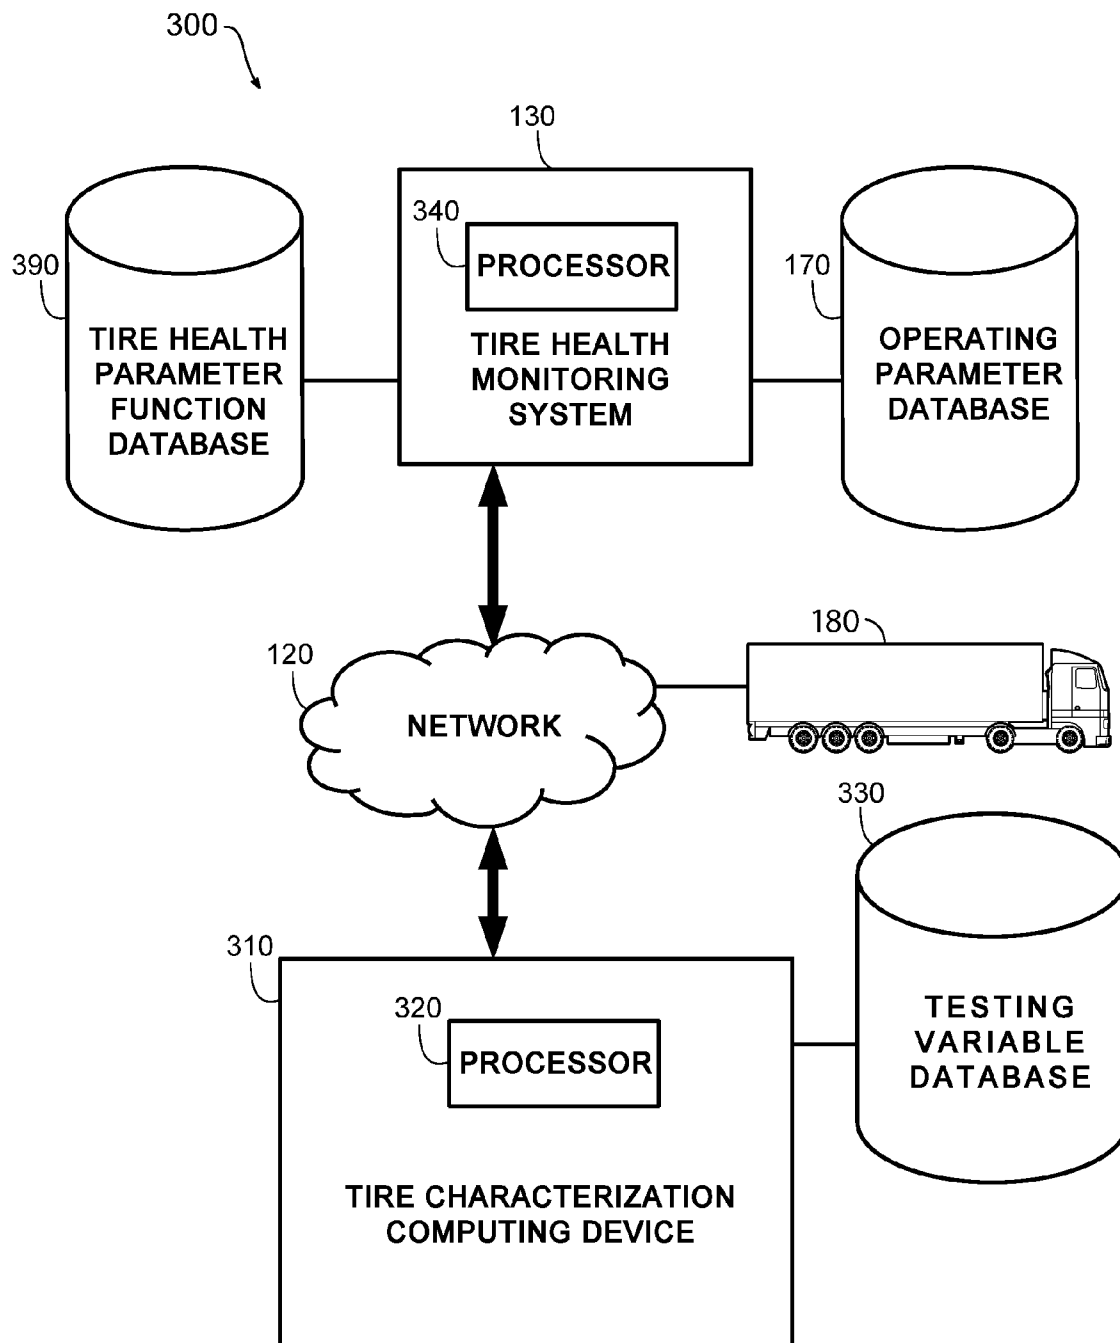 300
130
340
PROCESSOR
390
170
TIRE HEALTH
PARAMETER
FUNCTION
DATABASE
TIRE HEALTH
MONITORING
SYSTEM
OPERATING
PARAMETER
DATABASE
180
120
NETWORK
330
310
320
PROCESSOR
TESTING
VARIABLE
DATABASE
TIRE CHARACTERIZATION
COMPUTING DEVICE